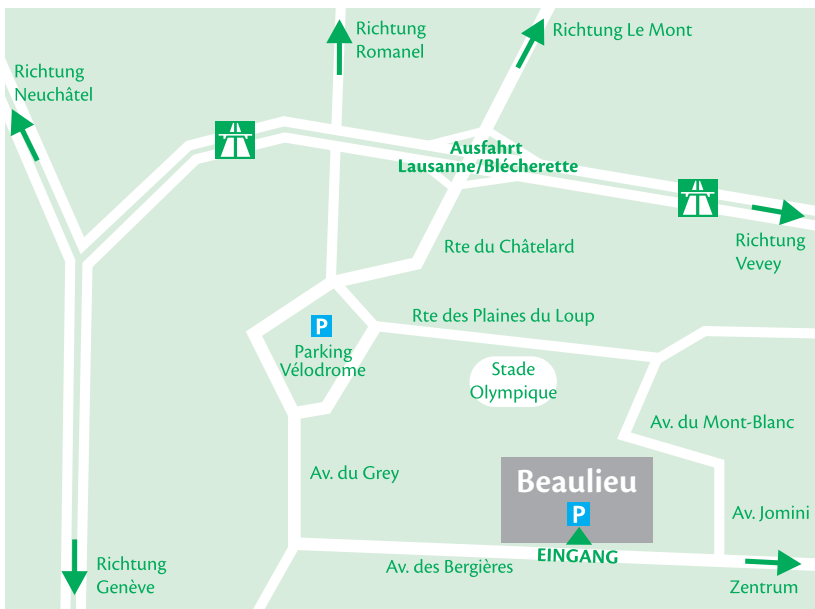 Richtung
Romanel
Richtung Le Mont
Richtung
Neuchâtel
Ausfahrt
Lausanne/Blécherette
Richtung
Vevey
Rte du Châtelard
Rte des Plaines du Loup
P
Parking
Vélodrome
Stade
Olympique
Av. du Mont-Blanc
Av. du Grey
Beaulieu
P
Av. Jomini
EINGANG
Av. des Bergières
Richtung
Genève
Zentrum